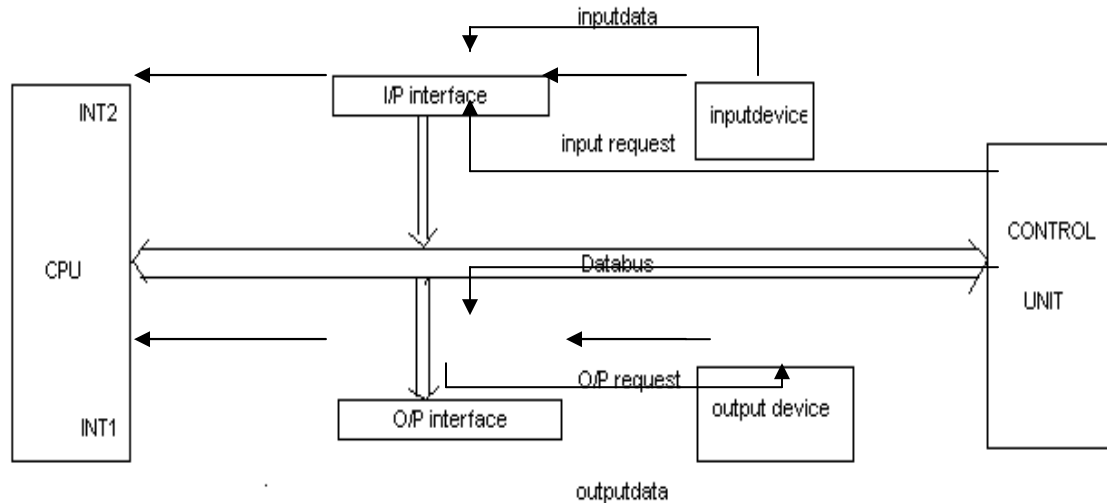 inputdata
INT2
I/P interface
inputdevice
input request
CONTROL
CPU
Databus
UNIT
O/P request
output device
INT1
O/P interface
outputdata